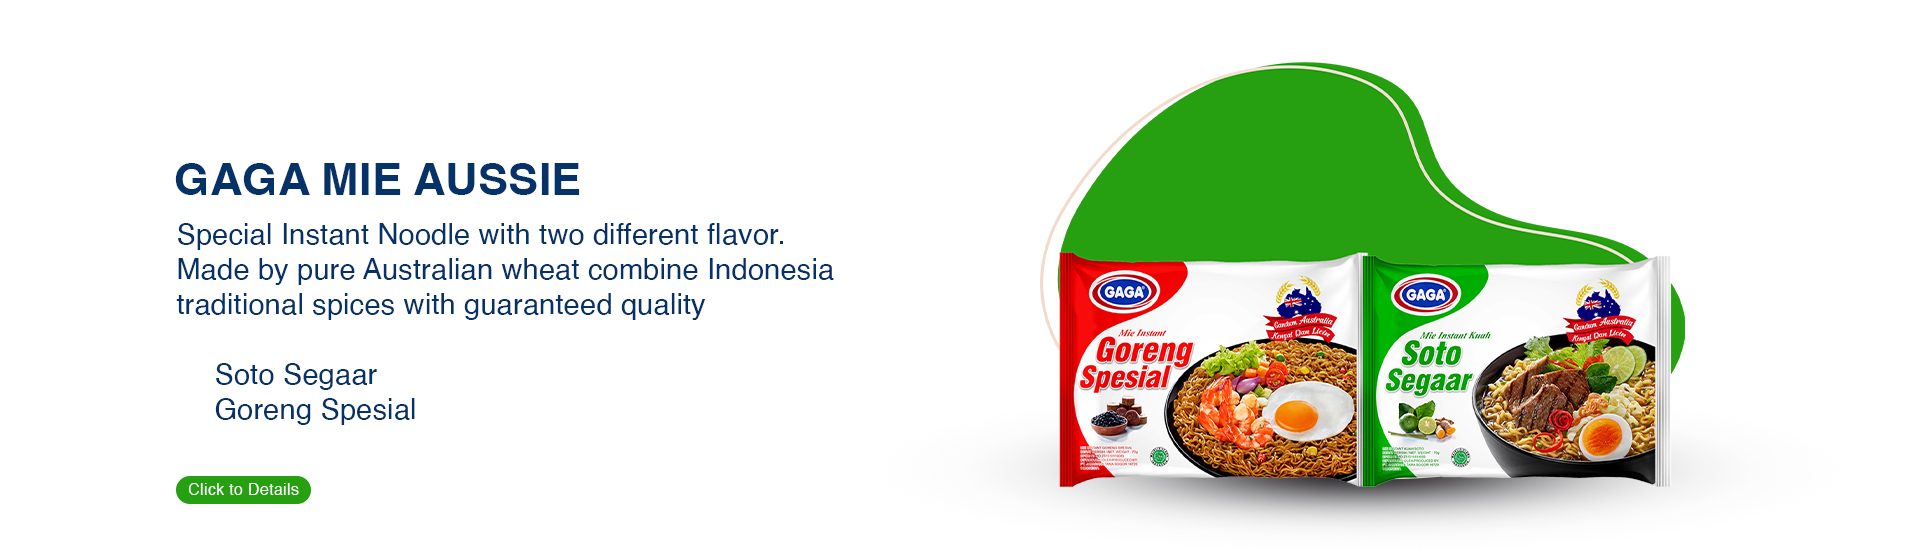 GAGA MIE AUSSIE
Special Instant Noodle with two different flavor.
Made by pure Australian wheat combine Indonesia
traditional spices with guaranteed quality
Soto Segaar
Goreng Spesial
Click to Details
GAGA
Gandum Australia
Kenyal Dan Licin
Mie Instant
Goreng
Spesial
GAGA
Gandum Australia
Kenyal Dan Licin
Mie Instant Kuah
Soto
Segaar